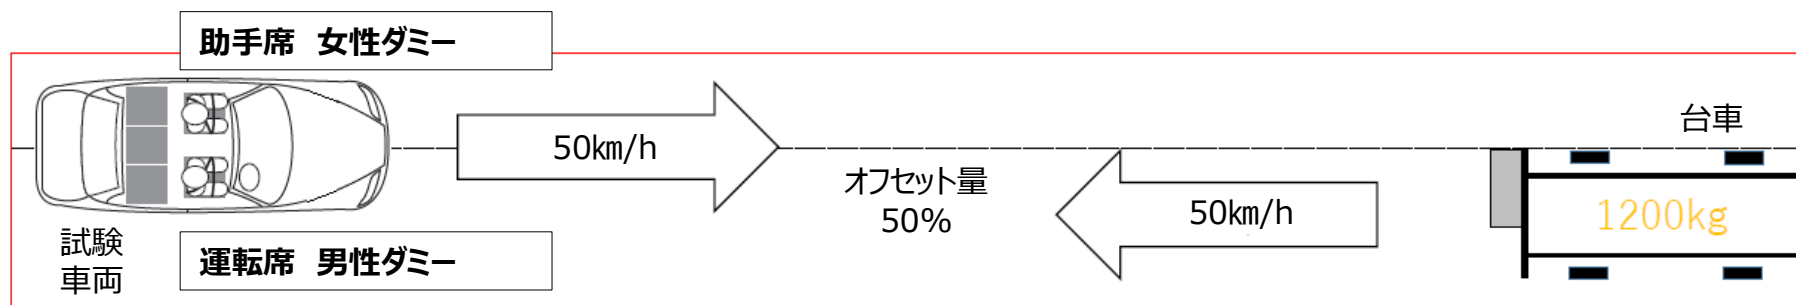 助手席　女性ダミー
50km/h
台車
オフセット量
50%
50km/h
1200kg
試験
車両
運転席　男性ダミー